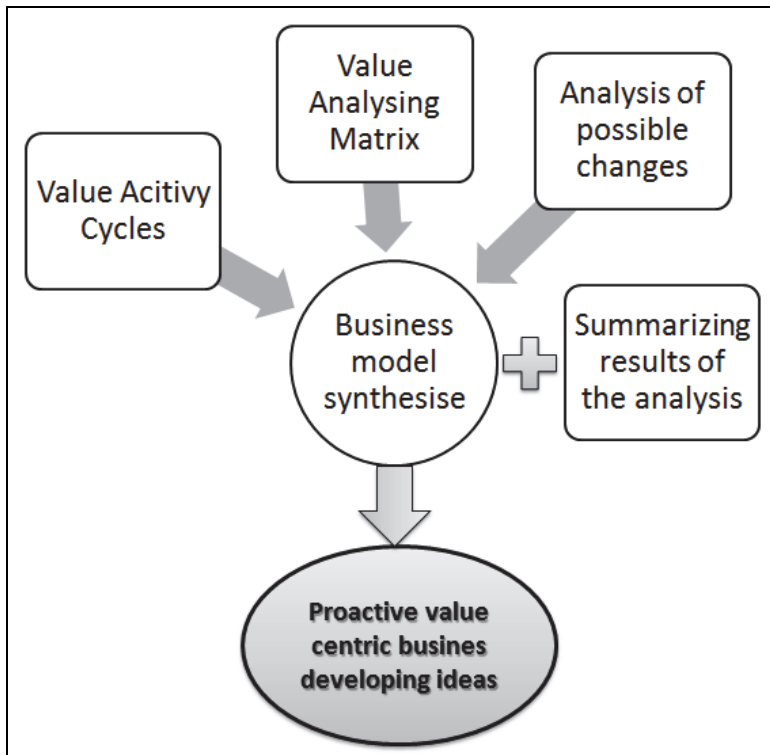 Value
Analysing
Matrix
Analysis of
possible
changes
Value Acitivy
Cycles
Business
model
synthesise
Summarizing
results of
the analysis
Proactive value
centric busines
developing ideas